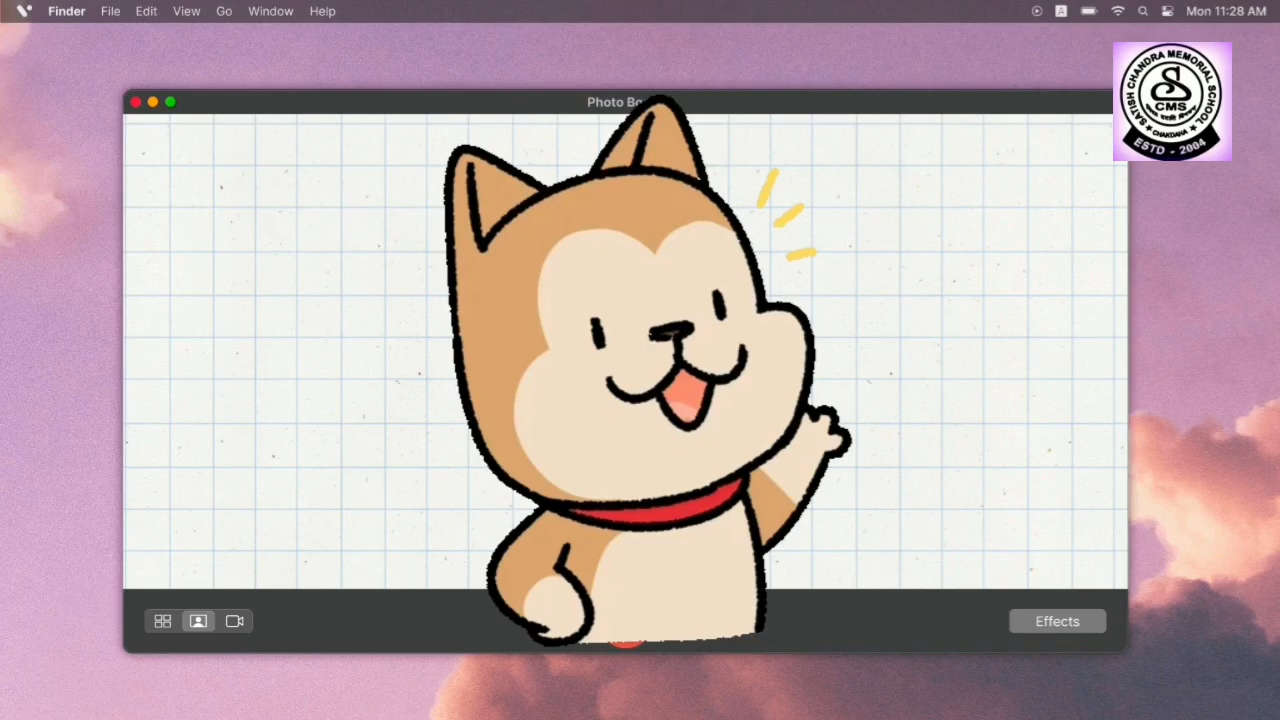 Finder File Edit View Go Window Help
A Mon 11:28 AM
Photo Bo
SATISH CHANDRA MEMORIAL SCHOOL
S
CMS
★ CHAKDAHA ★
ESTD - 2004
Effects